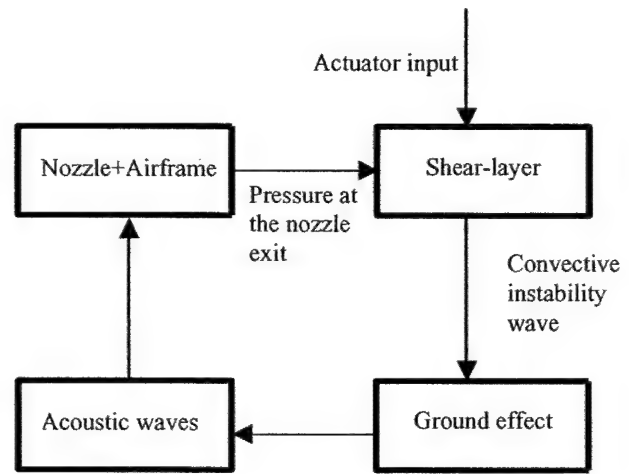 Actuator input
Nozzle+Airframe
Shear-layer
Pressure at
the nozzle
exit
Convective
instability
wave
Acoustic waves
Ground effect